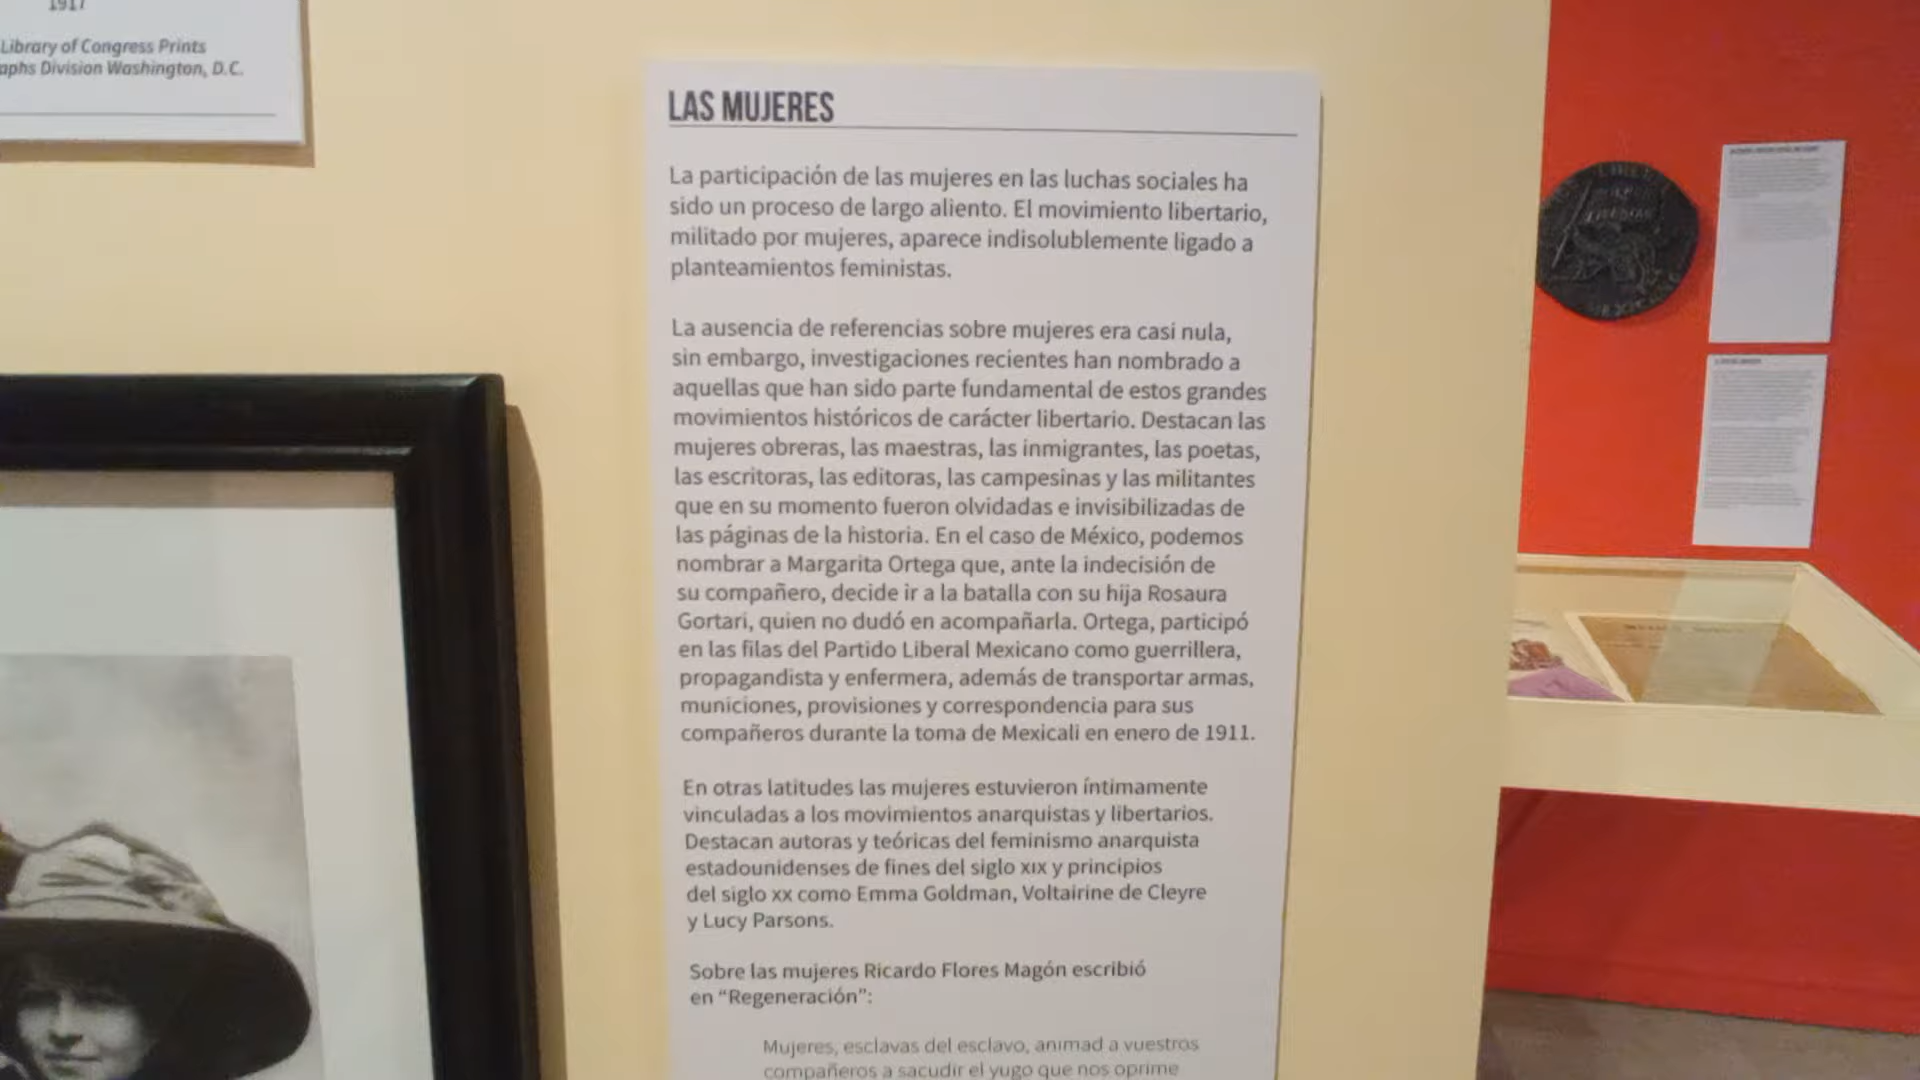 1917
Library of Congress Prints
aphs Division Washington, D.C.
LAS MUJERES
La participación de las mujeres en las luchas sociales ha
sido un proceso de largo aliento. El movimiento libertario,
militado por mujeres, aparece indisolublemente ligado a
planteamientos feministas.
La ausencia de referencias sobre mujeres era casi nula,
sin embargo, investigaciones recientes han nombrado a
aquellas que han sido parte fundamental de estos grandes
movimientos históricos de carácter libertario. Destacan las
mujeres obreras, las maestras, las inmigrantes, las poetas,
las escritoras, las editoras, las campesinas y las militantes
que en su momento fueron olvidadas e invisibilizadas de
las páginas de la historia. En el caso de México, podemos
nombrar a Margarita Ortega que, ante la indecisión de
su compañero, decide ir a la batalla con su hija Rosaura
Gortari, quien no dudó en acompañarla. Ortega, participó
en las filas del Partido Liberal Mexicano como guerrillera,
propagandista y enfermera, además de transportar armas,
municiones, provisiones y correspondencia para sus
compañeros durante la toma de Mexicali en enero de 1911.
En otras latitudes las mujeres estuvieron íntimamente
vinculadas a los movimientos anarquistas y libertarios.
Destacan autoras y teóricas del feminismo anarquista
estadounidenses de fines del siglo XIX y principios
del siglo XX como Emma Goldman, Voltairine de Cleyre
y Lucy Parsons.
Sobre las mujeres Ricardo Flores Magón escribió
en “Regeneración”:
Mujeres, esclavas del esclavo, animad a vuestros
compañeros a sacudir el yugo que nos oprime